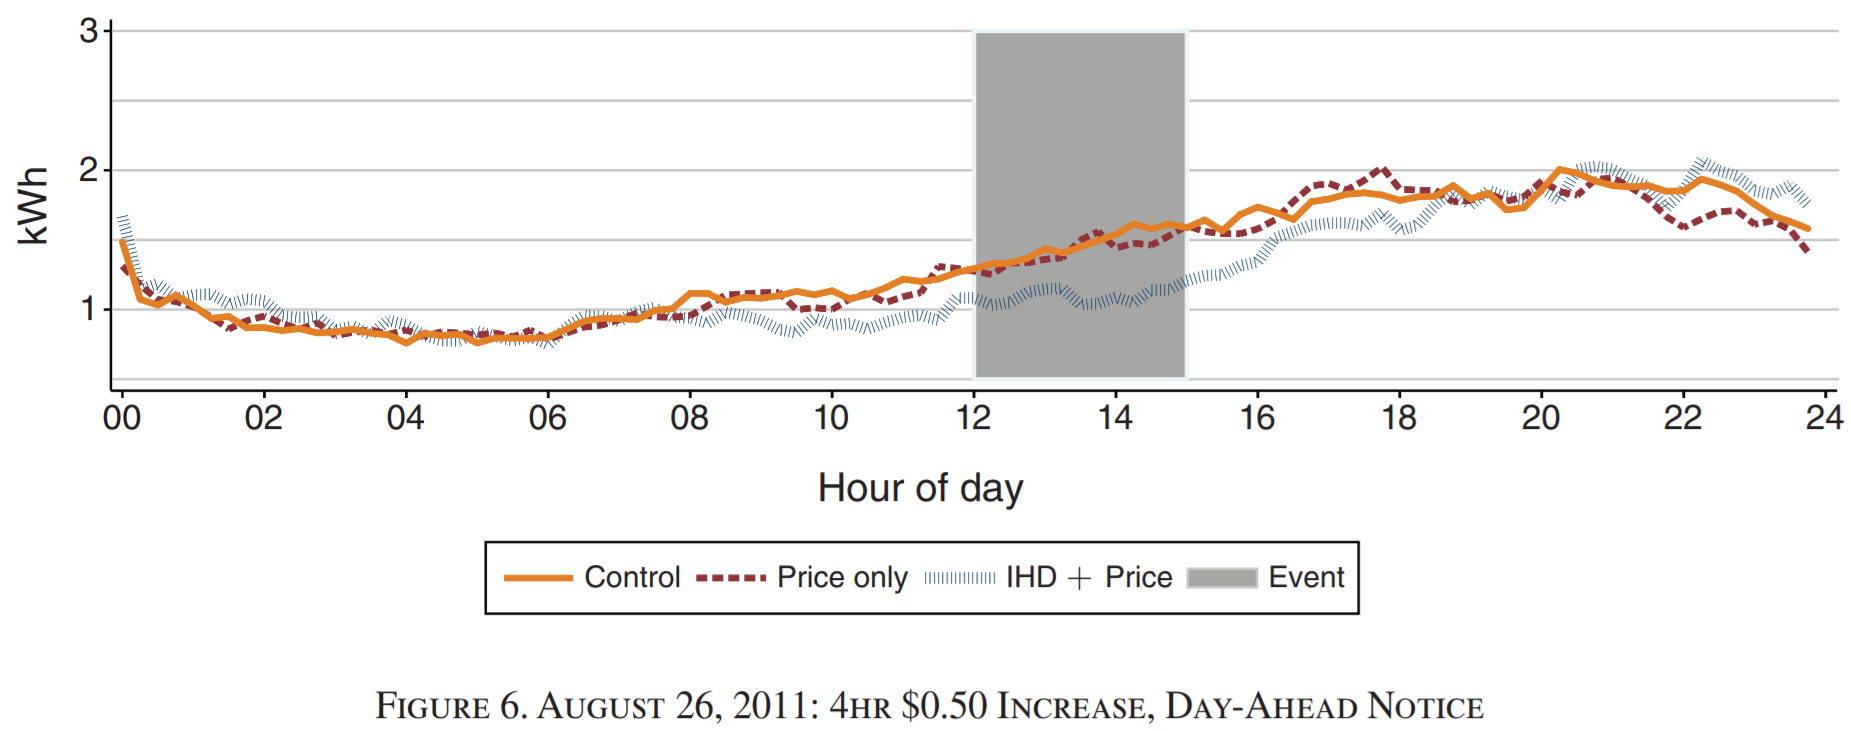 3
2
1
kWh
00 02 04 06 08 10 12 14 16 18 20 22 24
Hour of day
Control Price only IHD + Price Event
FIGURE 6. AUGUST 26, 2011: 4HR $0.50 INCREASE, DAY-AHEAD NOTICE